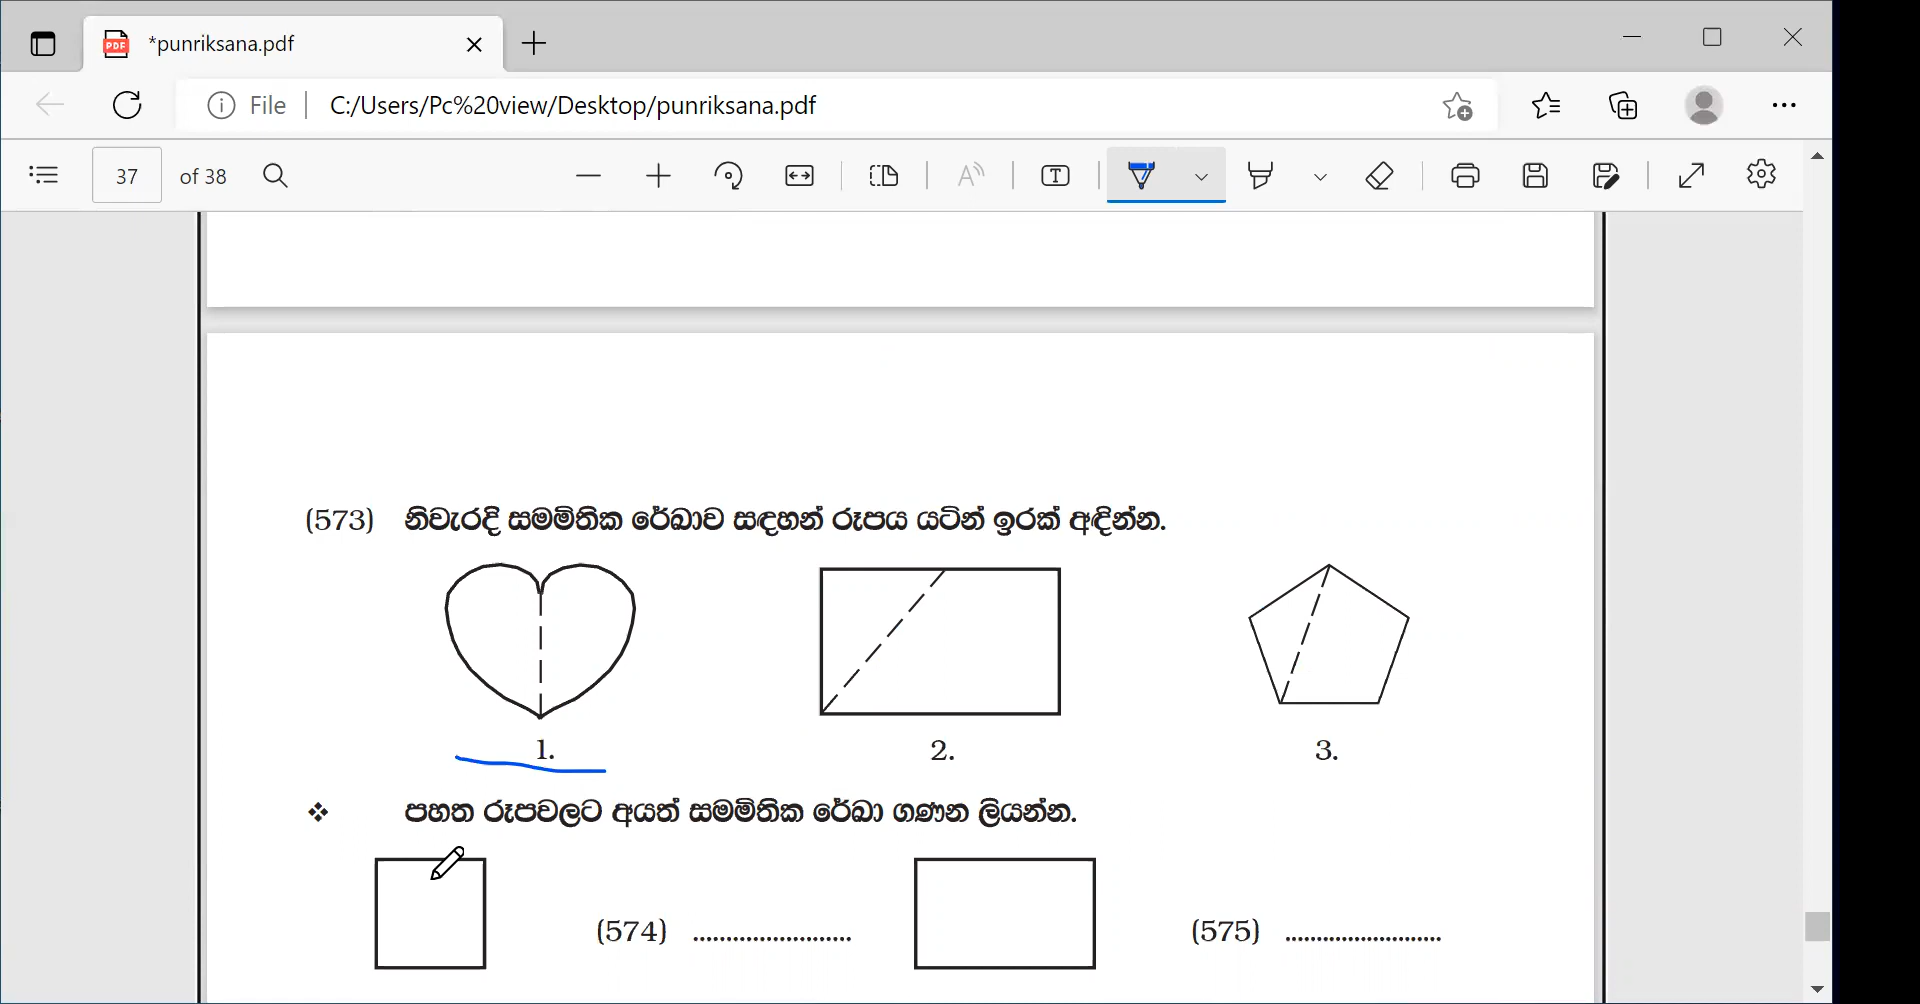 *punriksana.pdf
File C:/Users/Pc%20view/Desktop/punriksana.pdf
37 of 38
(573) නිවැරදි සමමිතික රේඛාව සඳහන් රූපය යටින් ඉරක් අඳින්න.
1. 2. 3.
❖ පහත රූපවලට අයත් සමමිතික රේඛා ගණන ලියන්න.
(574) ........................ (575) ........................